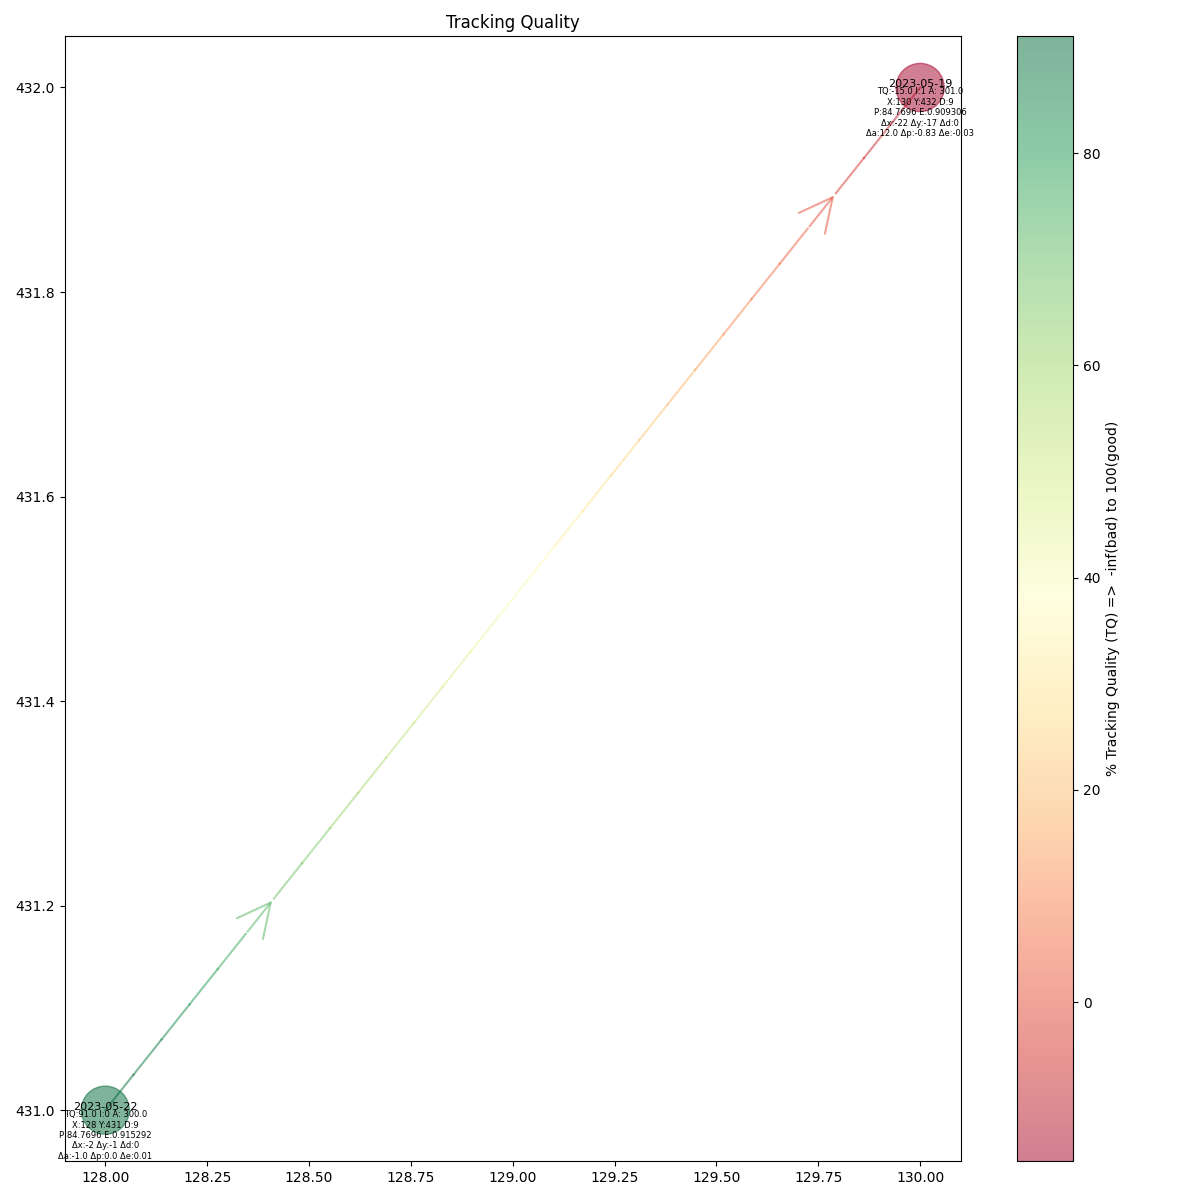 Tracking Quality
432.0
431.8
431.6
431.4
431.2
431.0
2023-05-19
TQ:-15.0 I:1 A: 301.0
X:130 Y:432 D:9
P:84.7696 E:0.909306
Δx:-22 Δy:-17 Δd:0
Δa:12.0 Δp:-0.83 Δe:-0.03
2023-05-22
TQ:91.0 I:0 A: 300.0
X:128 Y:431 D:9
P:84.7696 E:0.915292
Δx:-2 Δy:-1 Δd:0
Δa:-1.0 Δp:0.0 Δe:0.01
128.00 128.25 128.50 128.75 129.00 129.25 129.50 129.75 130.00
80
60
40
20
0
% Tracking Quality (TQ) => -inf(bad) to 100(good)